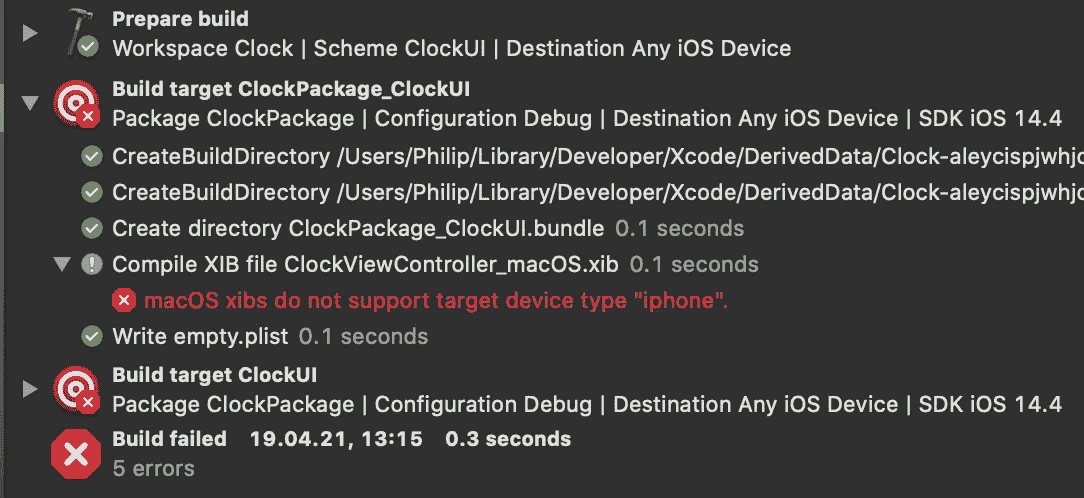 Prepare build
Workspace Clock | Scheme ClockUI | Destination Any iOS Device
Build target ClockPackage_ClockUI
Package ClockPackage | Configuration Debug | Destination Any iOS Device | SDK iOS 14.4
CreateBuildDirectory /Users/Philip/Library/Developer/Xcode/DerivedData/Clock-aleycispjwhjc
CreateBuildDirectory /Users/Philip/Library/Developer/Xcode/DerivedData/Clock-aleycispjwhjc
Create directory ClockPackage_ClockUI.bundle 0.1 seconds
Compile XIB file ClockViewController_macOS.xib 0.1 seconds
macOS xibs do not support target device type "iphone".
Write empty.plist 0.1 seconds
Build target ClockUI
Package ClockPackage | Configuration Debug | Destination Any iOS Device | SDK iOS 14.4
Build failed 19.04.21, 13:15 0.3 seconds
5 errors